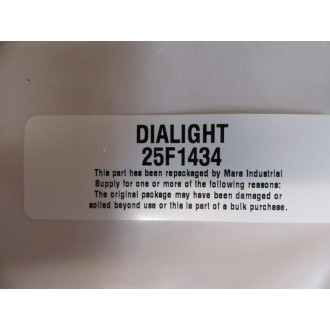 DIALIGHT
25F1434
This part has been repackaged by Mara Industrial
Supply for one or more of the following reasons:
The original package may have been damaged or
soiled beyond use or this is part of a bulk purchase.